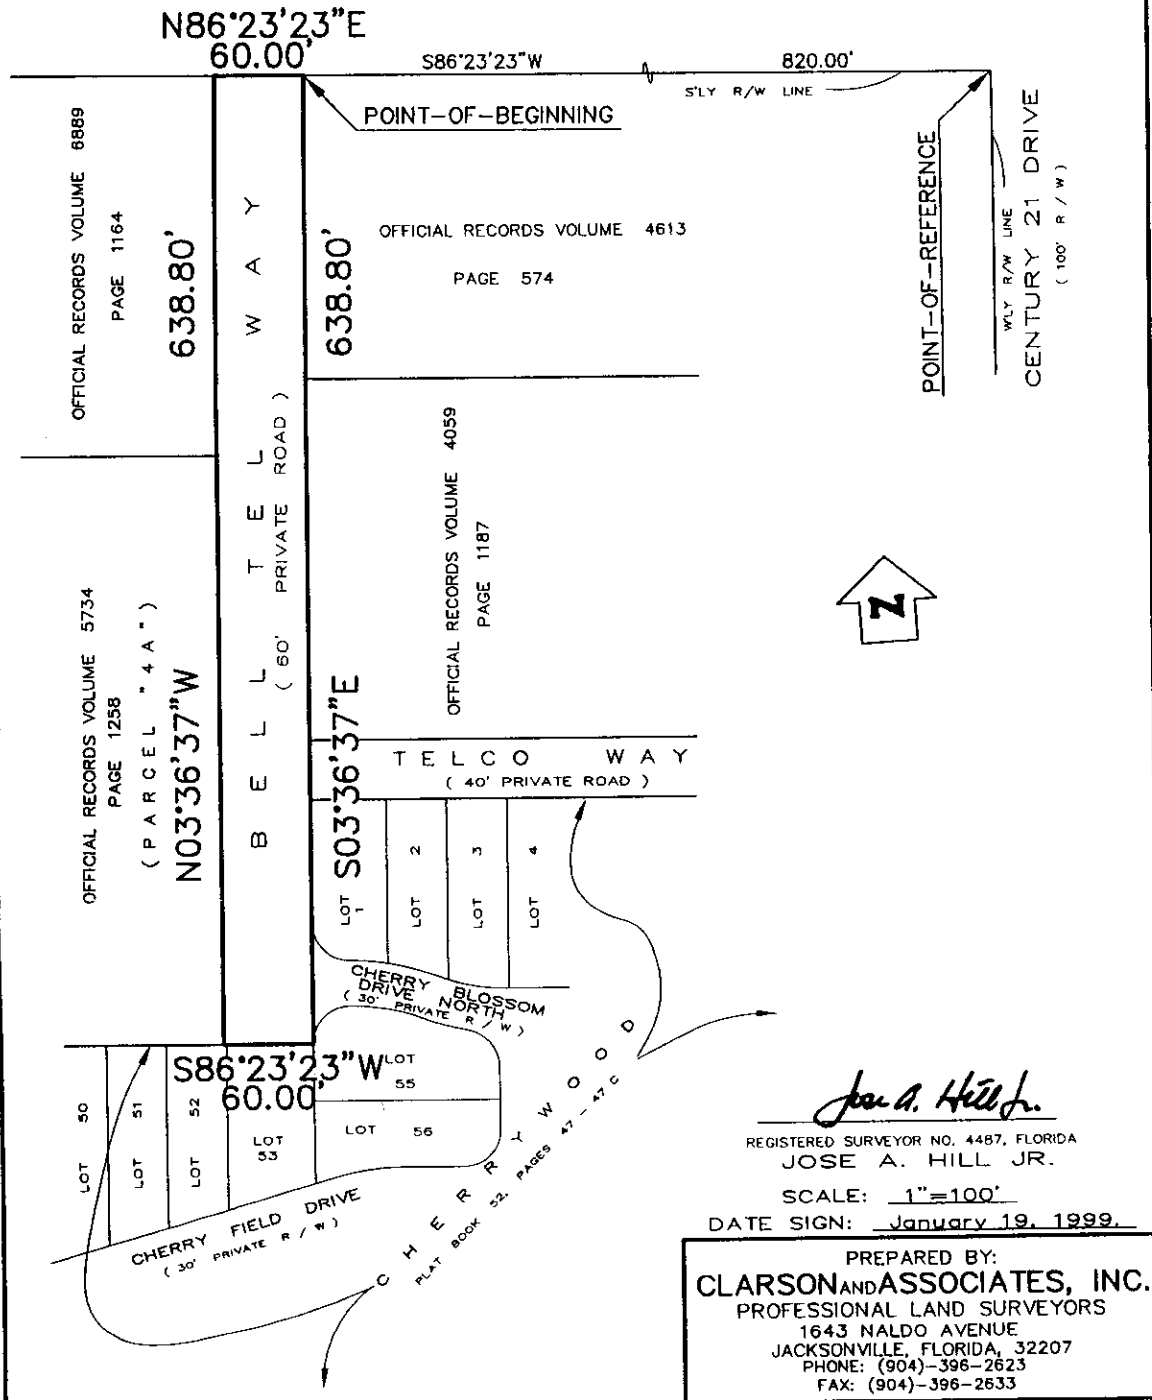 N86°23'23"E
60.00'
S86°23'23"W
820.00'
S'LY R/W LINE
POINT-OF-BEGINNING
POINT-OF-REFERENCE
W'LY R/W LINE
CENTURY 21 DRIVE
( 100' R / W )
OFFICIAL RECORDS VOLUME 6889
PAGE 1164
638.80'
BELL TEL WAY
( 60' PRIVATE ROAD )
638.80'
OFFICIAL RECORDS VOLUME 4613
PAGE 574
OFFICIAL RECORDS VOLUME 4059
PAGE 1187
N
OFFICIAL RECORDS VOLUME 5734
PAGE 1258
( PARCEL "4A" )
N03°36'37"W
S03°36'37"E
TELCO WAY
( 40' PRIVATE ROAD )
LOT 1
LOT 2
LOT 3
LOT 4
CHERRY BLOSSOM
DRIVE NORTH
( 30' PRIVATE R / W )
S86°23'23"W
60.00'
LOT 50
LOT 51
LOT 52
LOT
53
LOT
55
LOT 56
CHERRY FIELD DRIVE
( 30' PRIVATE R / W )
CHERRYWOOD
PLAT BOOK 52, PAGES 47 - 47 C
Jose A. Hill Jr.
REGISTERED SURVEYOR NO. 4487, FLORIDA
JOSE A. HILL JR.
SCALE: 1"=100'
DATE SIGN: January 19, 1999.
PREPARED BY:
CLARSON AND ASSOCIATES, INC.
PROFESSIONAL LAND SURVEYORS
1643 NALDO AVENUE
JACKSONVILLE, FLORIDA, 32207
PHONE: (904)-396-2623
FAX: (904)-396-2633